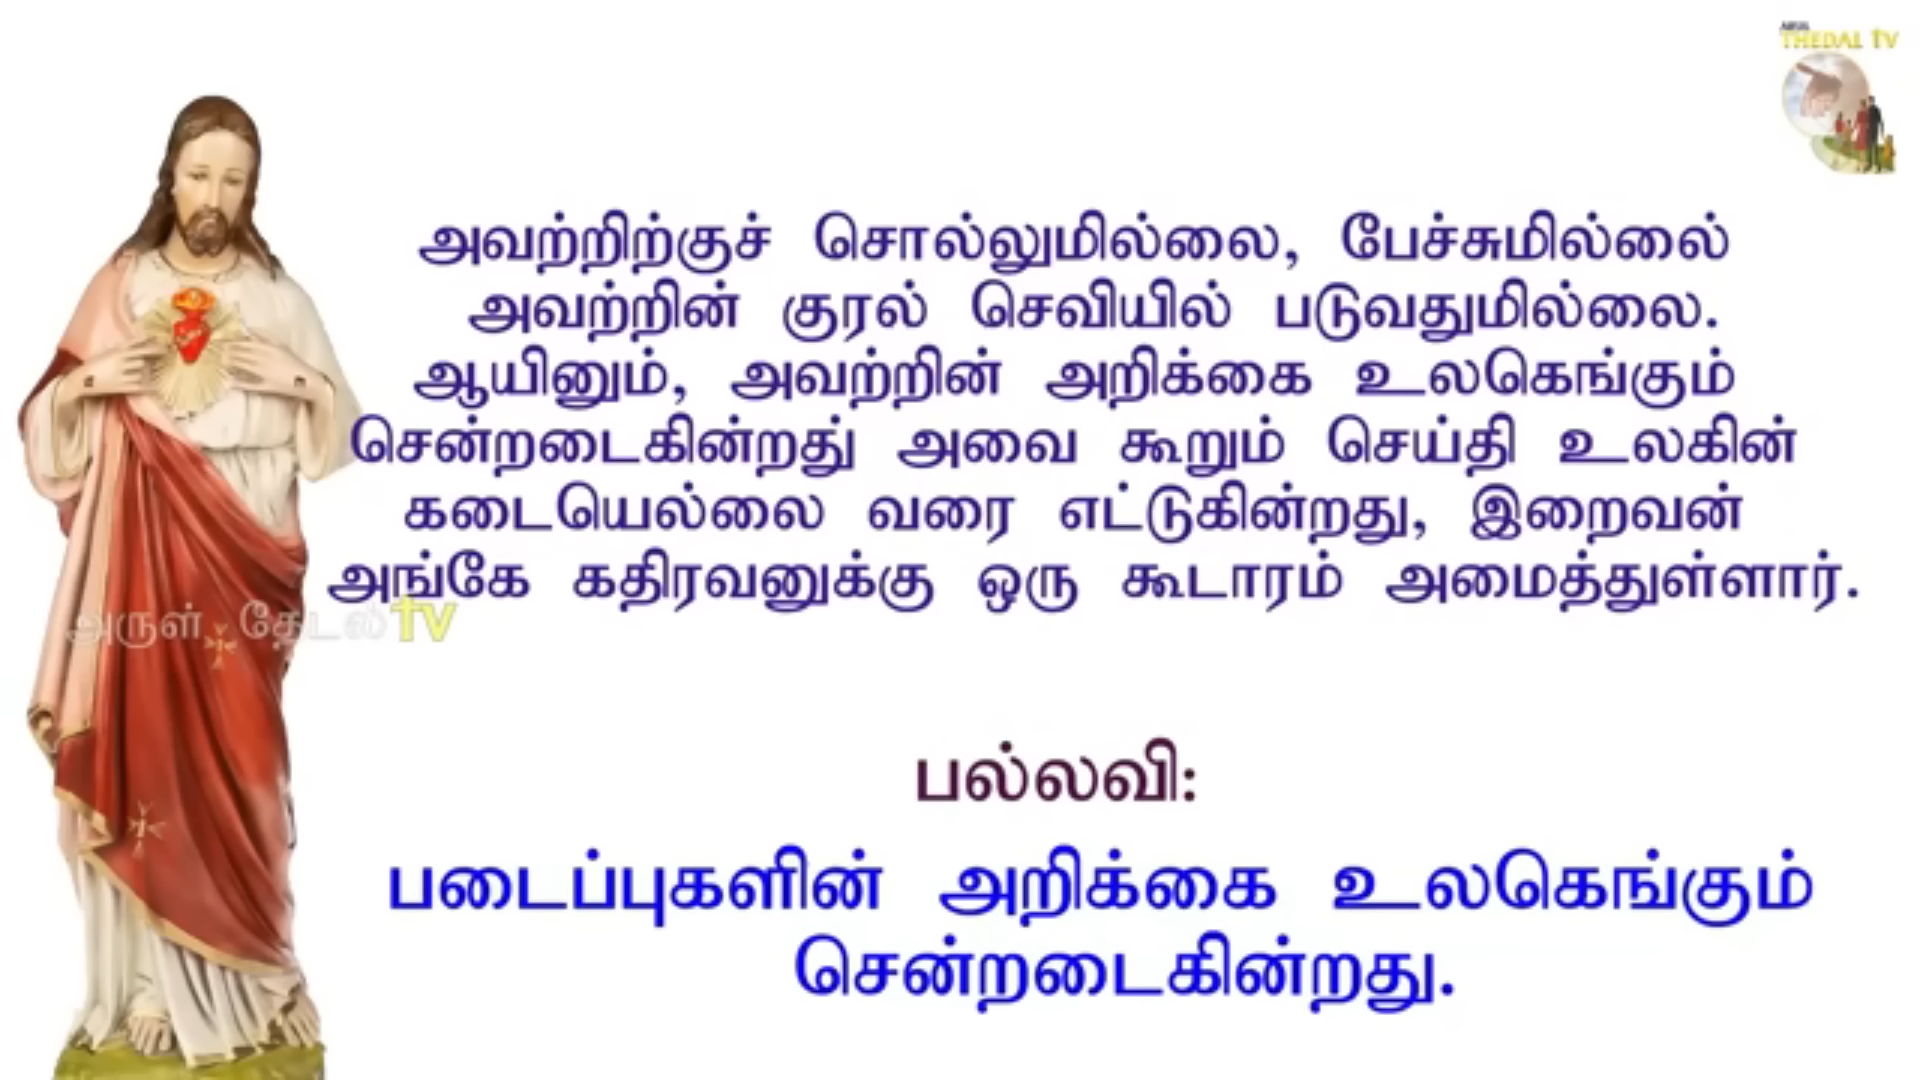 THEDAL TV
அவற்றிற்குச் சொல்லுமில்லை, பேச்சுமில்லை்
அவற்றின் குரல் செவியில் படுவதுமில்லை.
ஆயினும், அவற்றின் அறிக்கை உலகெங்கும்
சென்றடைகின்றது் அவை கூறும் செய்தி உலகின்
கடையெல்லை வரை எட்டுகின்றது, இறைவன்
அங்கே கதிரவனுக்கு ஒரு கூடாரம் அமைத்துள்ளார்.
அருள் தேடல் TV
பல்லவி:
படைப்புகளின் அறிக்கை உலகெங்கும்
சென்றடைகின்றது.